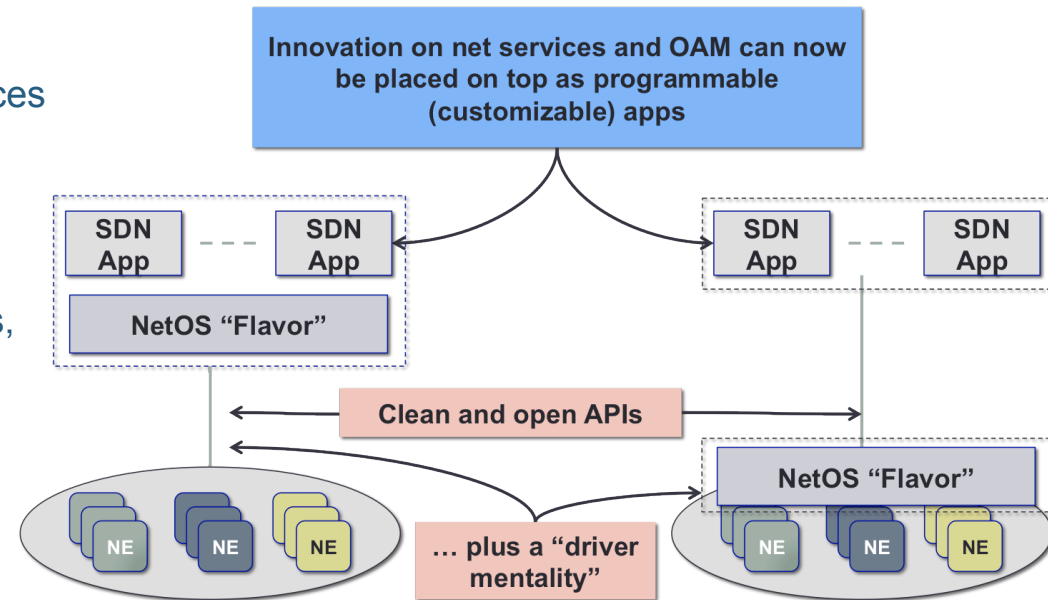 Innovation on net services and OAM can now
be placed on top as programmable
(customizable) apps
SDN
App
SDN
App
SDN
App
SDN
App
NetOS “Flavor”
Clean and open APIs
NetOS “Flavor”
NE
NE
NE
… plus a “driver
mentality”
NE
NE
NE